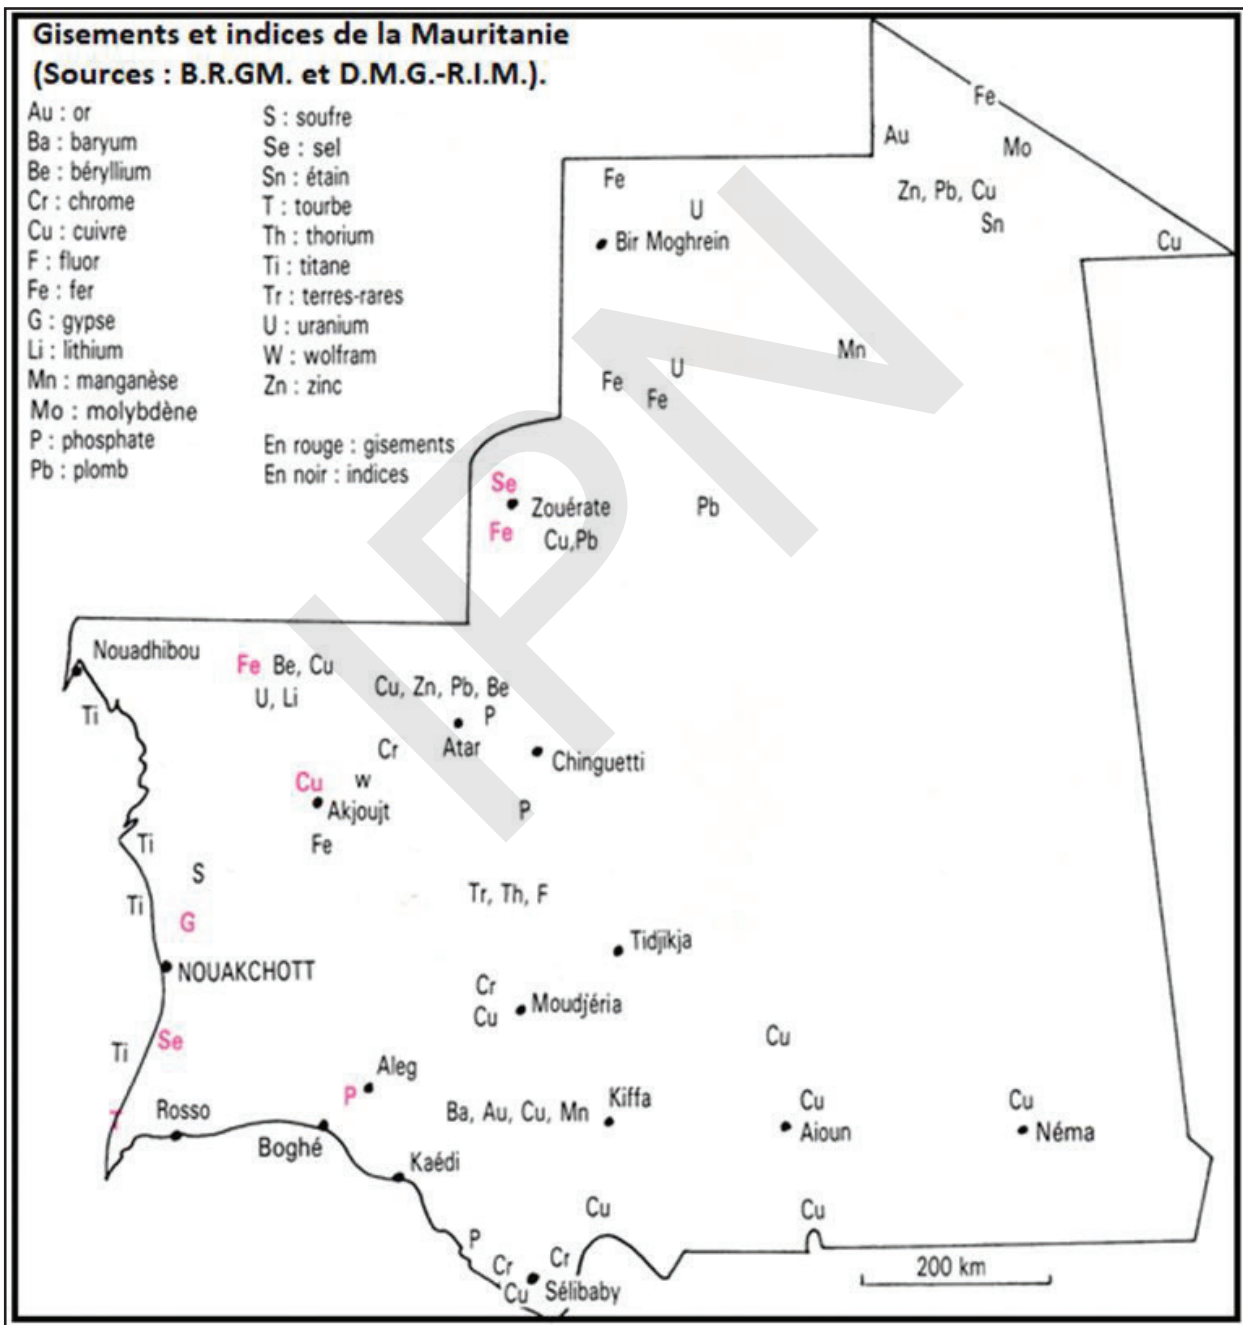 Gisements et indices de la Mauritanie
(Sources : B.R.GM. et D.M.G.-R.I.M.).
Au : or
Ba : baryum
Be : béryllium
Cr : chrome
Cu : cuivre
F : fluor
Fe : fer
G : gypse
Li : lithium
Mn : manganèse
Mo : molybdène
P : phosphate
Pb : plomb
S : soufre
Se : sel
Sn : étain
T : tourbe
Th : thorium
Ti : titane
Tr : terres-rares
U : uranium
W : wolfram
Zn : zinc
En rouge : gisements
En noir : indices
Fe
Au
Mo
Fe
Zn, Pb, Cu
U
Sn
Bir Moghrein
Cu
Mn
U
Fe
Fe
Se
Zouérate
Pb
Fe
Cu,Pb
Nouadhibou
Fe Be, Cu
U, Li
Cu, Zn, Pb, Be
Ti
P
Cr
Atar
Chinguetti
Cu
w
Akjoujt
P
Ti
Fe
S
Tr, Th, F
Ti
G
Tidjikja
NOUAKCHOTT
Cr
Moudjéria
Cu
Se
Cu
Ti
Aleg
P
Kiffa
Cu
Cu
T
Rosso
Ba, Au, Cu, Mn
Aioun
Néma
Boghé
Kaédi
Cu
Cu
P
Cr
Cr
200 km
Cu
Sélibaby
IPN